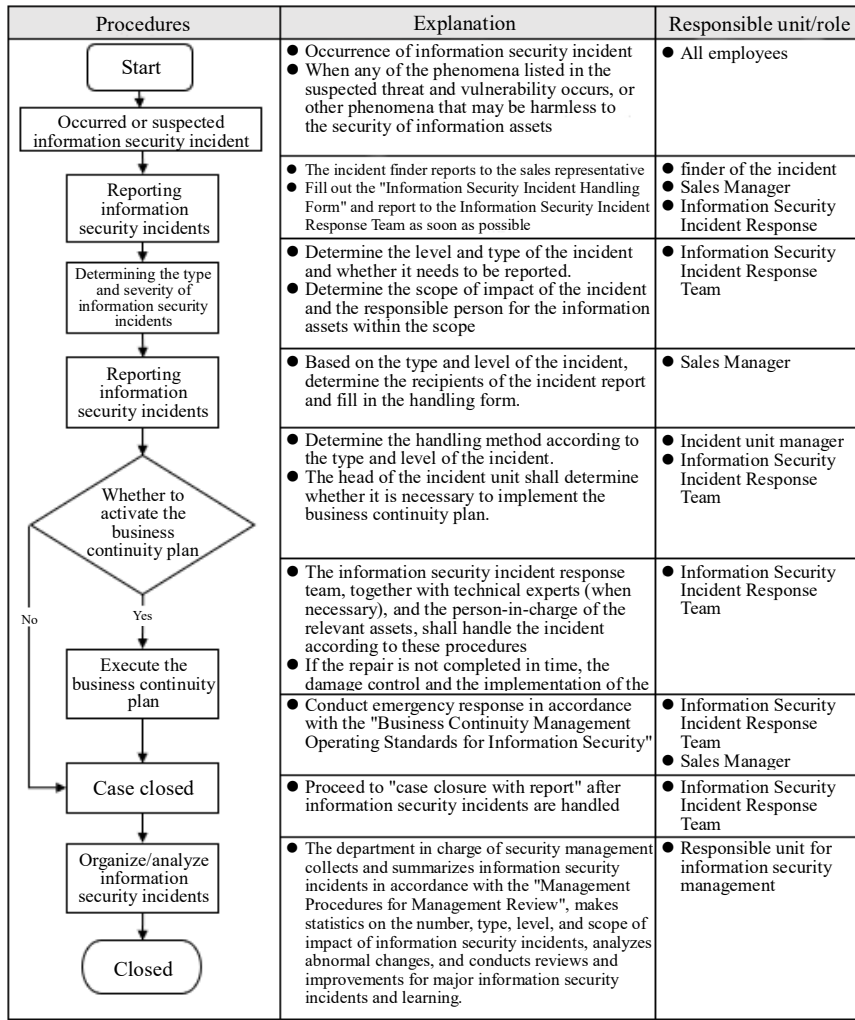 Procedures
Explanation
Responsible unit/role
Start
● Occurrence of information security incident
● When any of the phenomena listed in the
suspected threat and vulnerability occurs, or
other phenomena that may be harmless to
the security of information assets
● All employees
Occurred or suspected
information security incident
Reporting
information
security incidents
● The incident finder reports to the sales representative
● Fill out the "Information Security Incident Handling
Form" and report to the Information Security Incident
Response Team as soon as possible
● finder of the incident
● Sales Manager
● Information Security
Incident Response
Determining the type
and severity of
information security
incidents
● Determine the level and type of the incident
and whether it needs to be reported.
● Determine the scope of impact of the incident
and the responsible person for the information
assets within the scope
● Information Security
Incident Response
Team
Reporting
information
security incidents
● Based on the type and level of the incident,
determine the recipients of the incident report
and fill in the handling form.
● Sales Manager
Whether to
activate the
business
continuity plan
● Determine the handling method according to
the type and level of the incident.
● The head of the incident unit shall determine
whether it is necessary to implement the
business continuity plan.
● Incident unit manager
● Information Security
Incident Response
Team
No
Yes
● The information security incident response
team, together with technical experts (when
necessary), and the person-in-charge of the
relevant assets, shall handle the incident
according to these procedures
● If the repair is not completed in time, the
damage control and the implementation of the
● Information Security
Incident Response
Team
Execute the
business continuity
plan
● Conduct emergency response in accordance
with the "Business Continuity Management
Operating Standards for Information Security"
● Information Security
Incident Response
Team
● Sales Manager
Case closed
● Proceed to "case closure with report" after
information security incidents are handled
● Information Security
Incident Response
Team
Organize/analyze
information
security incidents
● The department in charge of security management
collects and summarizes information security
incidents in accordance with the "Management
Procedures for Management Review", makes
statistics on the number, type, level, and scope of
impact of information security incidents, analyzes
abnormal changes, and conducts reviews and
improvements for major information security
incidents and learning.
● Responsible unit for
information security
management
Closed